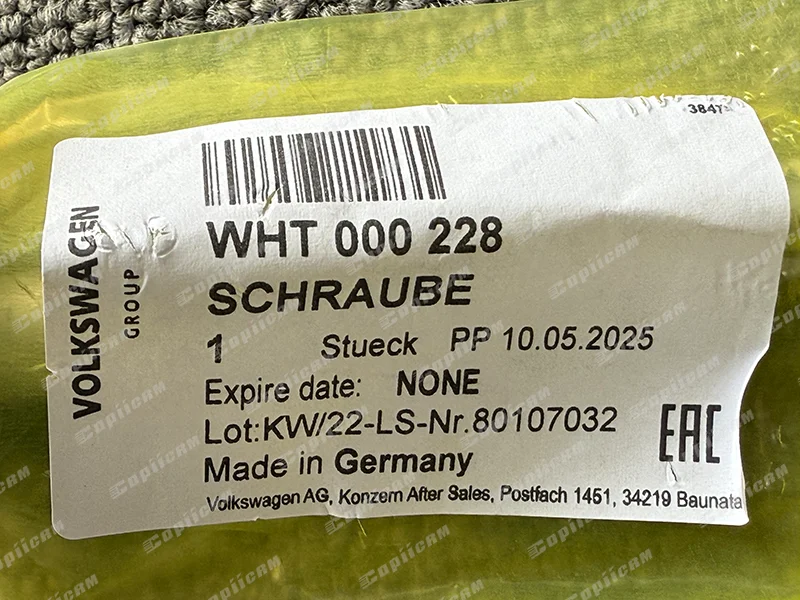 3847
VOLKSWAGEN
GROUP
WHT 000 228
SCHRAUBE
1 Stueck PP 10.05.2025
Expire date: NONE
Lot:KW/22-LS-Nr.80107032
EAC
Made in Germany
Volkswagen AG, Konzern After Sales, Postfach 1451, 34219 Baunata
Copiicam